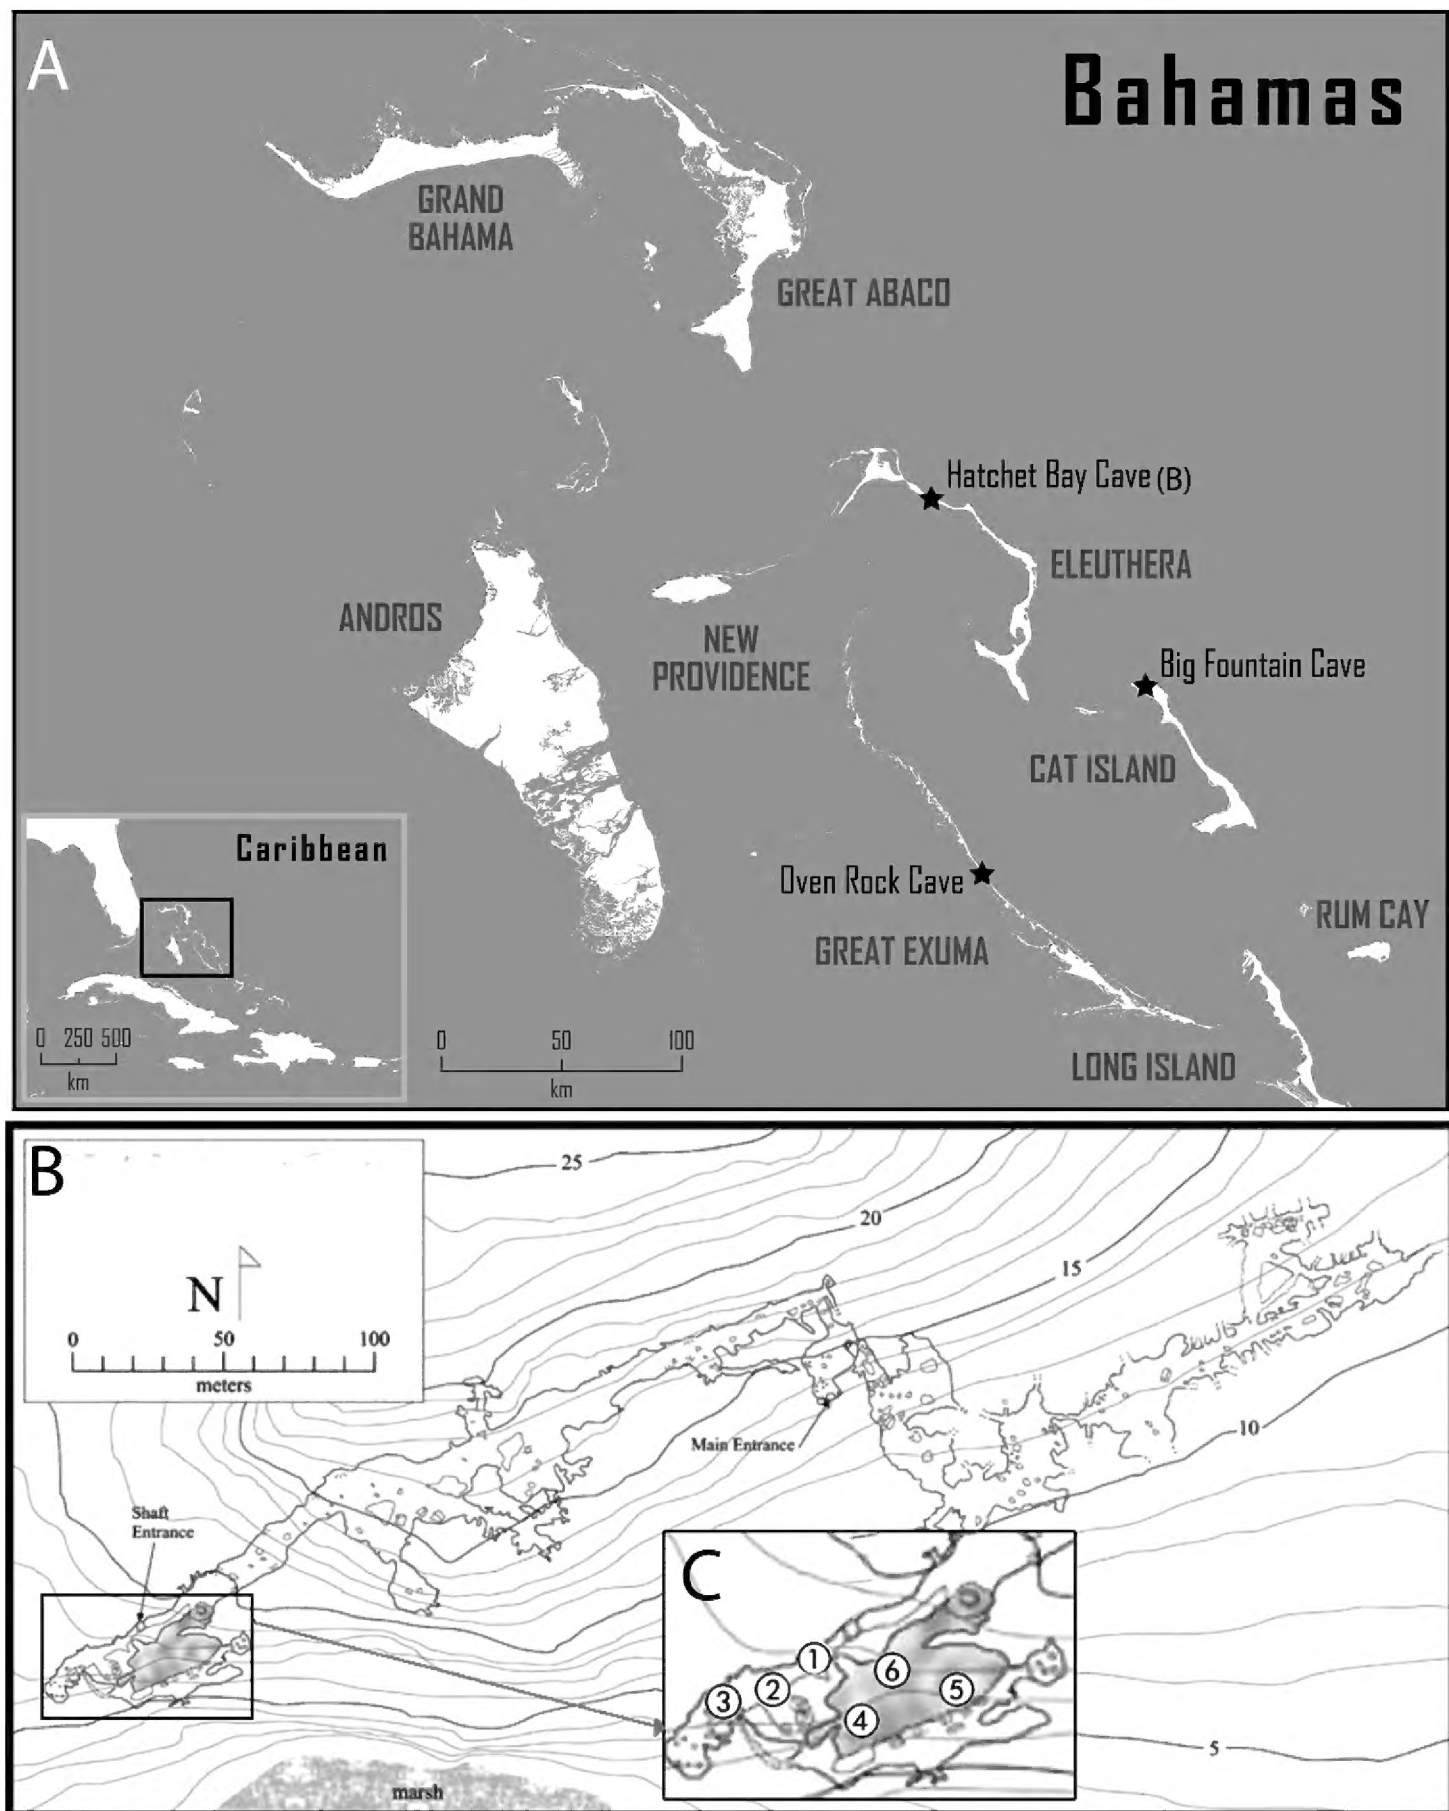 A
Bahamas
GRAND
BAHAMA
GREAT ABACO
Hatchet Bay Cave (B)
ELEUTHERA
ANDROS
NEW
PROVIDENCE
Big Fountain Cave
CAT ISLAND
Caribbean
Oven Rock Cave
RUM CAY
GREAT EXUMA
0 250 500
km
0 50 100
km
LONG ISLAND
B
25
20
N
15
0 50 100
meters
Main Entrance
10
Shaft
Entrance
C
1
6
2
5
3
4
5
marsh